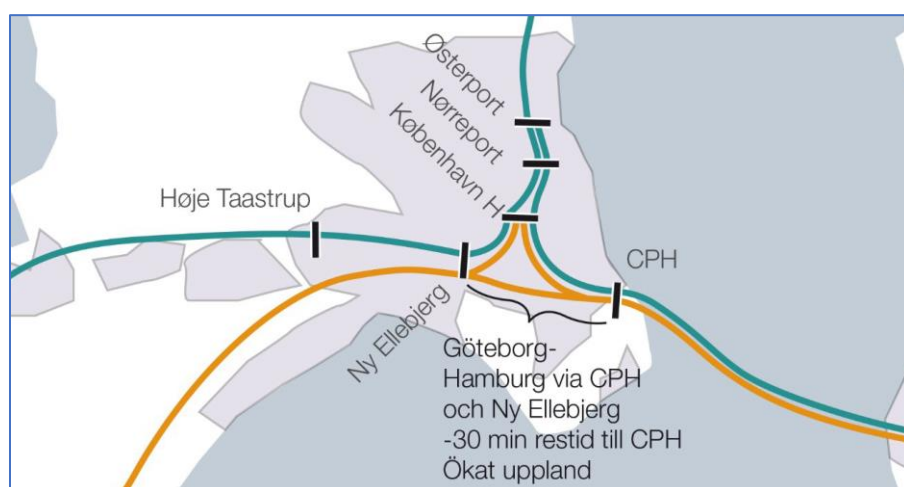 Østerport
Nørreport
København H
Høje Taastrup
CPH
Ny Ellebjerg
Göteborg-
Hamburg via CPH
och Ny Ellebjerg
-30 min restid till CPH
Ökat uppland